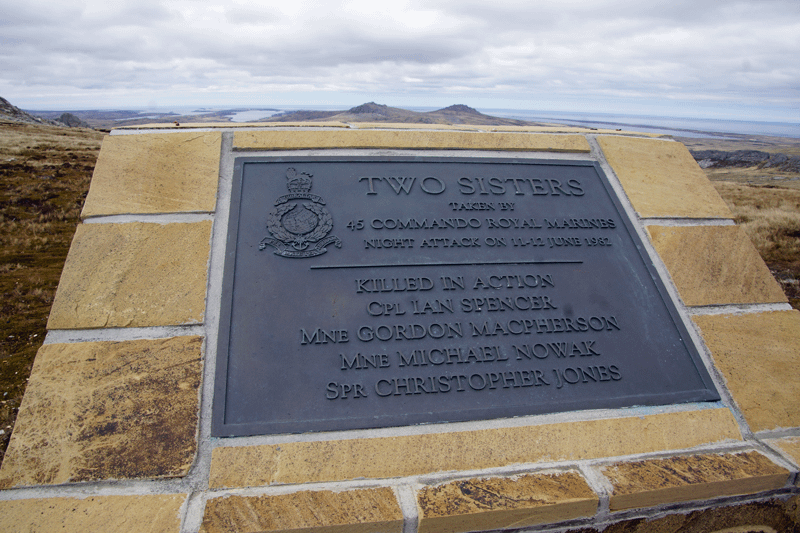 TWO SISTERS
TAKEN BY
45 COMMANDO ROYAL MARINES
NIGHT ATTACK ON 11-12 JUNE 1982
KILLED IN ACTION
CPL IAN SPENCER
MNE GORDON MACPHERSON
MNE MICHAEL NOWAK
SPR CHRISTOPHER JONES